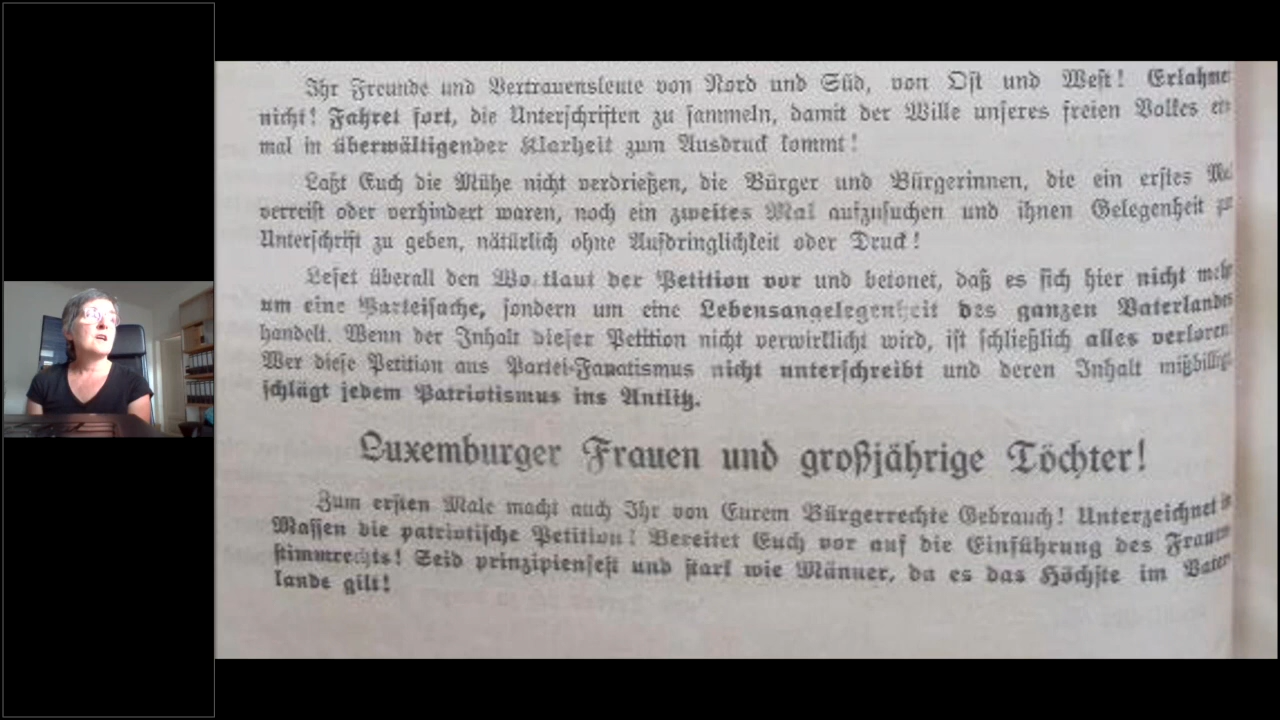 Ihr Freunde und Vertrauensleute von Nord und Süd, von Ost und West! Erlahmet
nicht! Fahret fort, die Unterschriften zu sammeln, damit der Wille unseres freien Volkes
mal in überwältigender Klarheit zum Ausdruck kommt!
Laßt Euch die Mühe nicht verdrießen, die Bürger und Bürgerinnen, die ein erstes
verreist oder verhindert waren, noch ein zweites Mal aufzusuchen und ihnen Gelegenheit
Unterschrift zu geben, natürlich ohne Aufdringlichkeit oder Druck!
Leset überall den Wo tlaut der Petition vor und betonet, daß es sich hier nicht mehr
um eine Parteisache, sondern um eine Lebensangelegenheit des ganzen Vaterlandes
handelt. Wenn der Inhalt dieser Petition nicht verwirklicht wird, ist schließlich alles verloren
Wer diese Petition aus Partei-Fanatismus nicht unterschreibt und deren Inhalt mißbilligt
schlägt jedem Patriotismus ins Antlitz.
Luxemburger Frauen und großjährige Töchter!
Zum ersten Male macht auch Ihr von Eurem Bürgerrechte Gebrauch! Unterzeichnet in
Massen die patriotische Petition! Bereitet Euch vor auf die Einführung des Frauen
stimmrechts! Seid prinzipienfest und stark wie Männer, da es das Höchste im Vater
lande gilt!